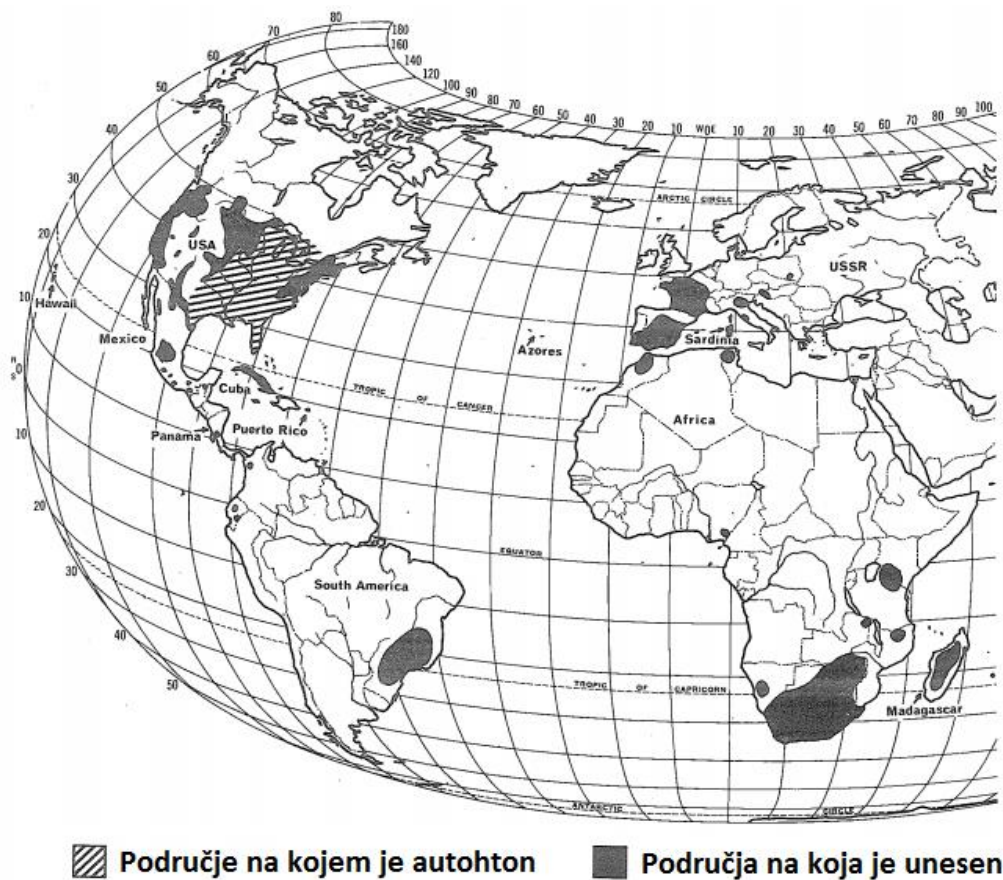 80
70
60
50
40
30
20
10
0
10
20
30
40
50
180
160
140
120
100
90
80
70
60
50
40
30
20
10
W0E
10
20
30
40
50
60
70
80
90
100
ARCTIC CIRCLE
USA
USSR
Hawaii
Mexico
Azores
Sardinia
Cuba
TROPIC OF CANCER
Africa
Panama
Puerto Rico
EQUATOR
South America
TROPIC OF CAPRICORN
Madagascar
ANTARCTIC CIRCLE
Područje na kojem je autohton
Područja na koja je unesen